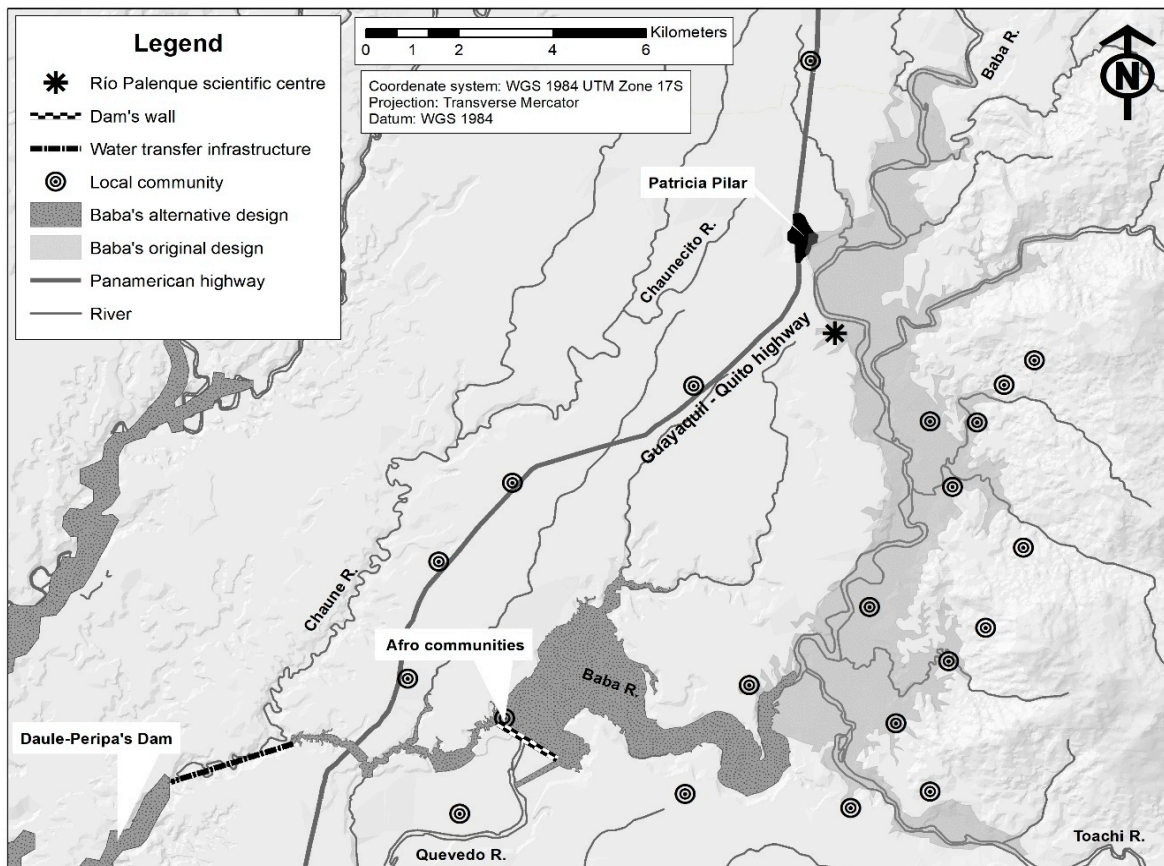 Legend
Río Palenque scientific centre
Dam's wall
Water transfer infrastructure
Local community
Baba's alternative design
Baba's original design
Panamerican highway
River
Kilometers
0 1 2 4 6
Coordenate system: WGS 1984 UTM Zone 17S
Projection: Transverse Mercator
Datum: WGS 1984
Baba R.
N
Patricia Pilar
Chaunecito R.
Guayaquil - Quito highway
Chaune R.
Afro communities
Baba R.
Daule-Peripa's Dam
Quevedo R.
Toachi R.